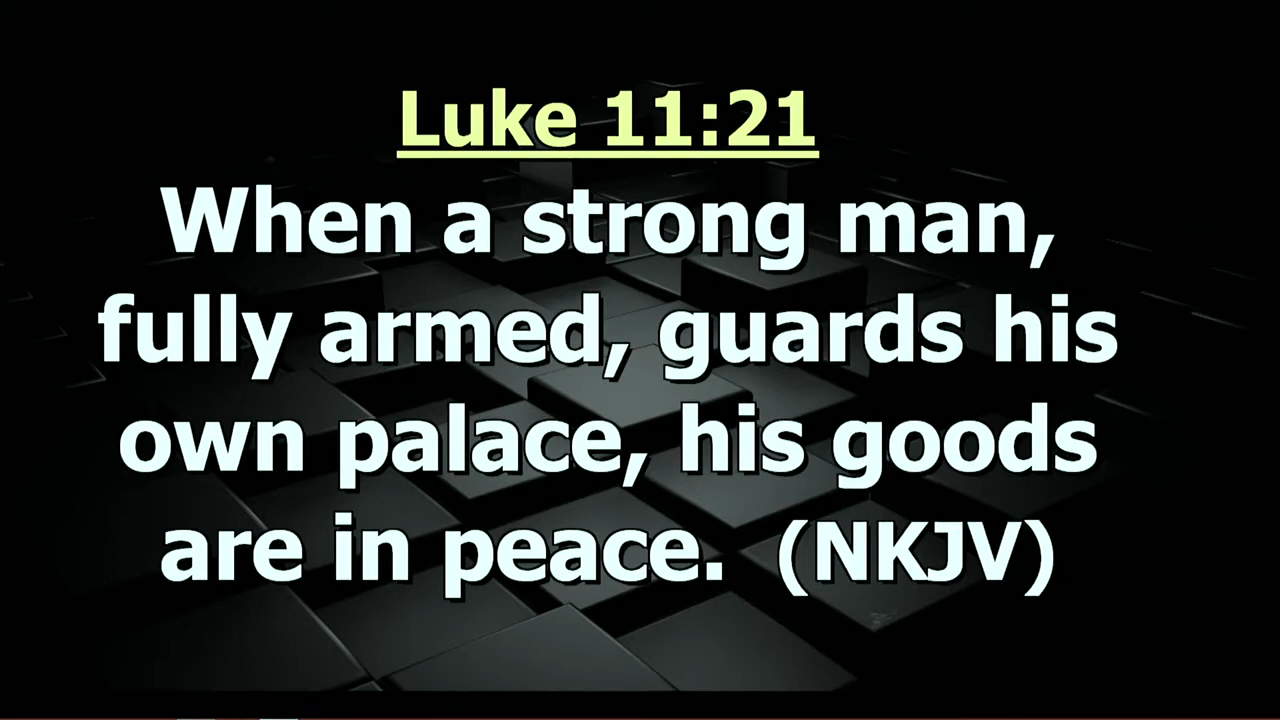 Luke 11:21
When a strong man,
fully armed, guards his
own palace, his goods
are in peace.  (NKJV)